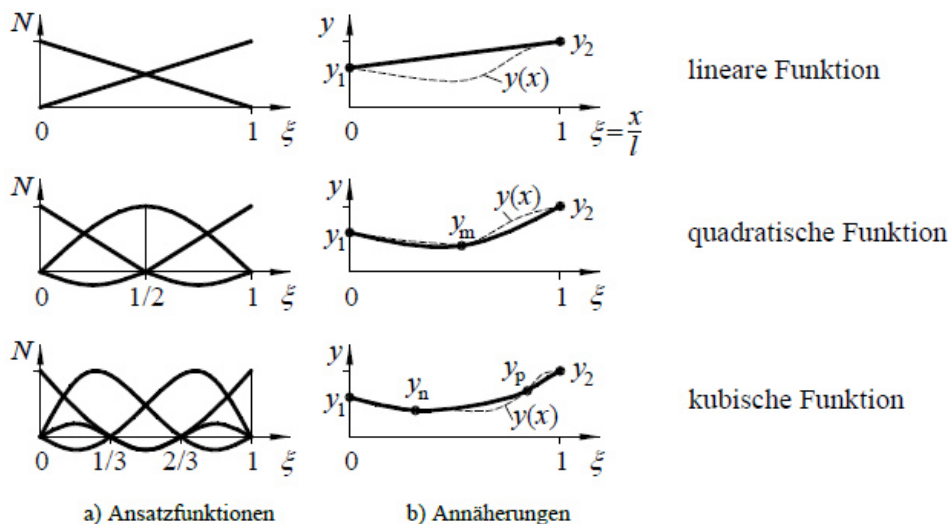 N
0
1
ξ
y
y1
y2
y(x)
0
1
ξ = x/l
lineare Funktion
N
0
1/2
1
ξ
y
y1
ym
y(x)
y2
0
1
ξ
quadratische Funktion
N
0
1/3
2/3
1
ξ
y
y1
yn
yp
y2
y(x)
0
1
ξ
kubische Funktion
a) Ansatzfunktionen
b) Annäherungen